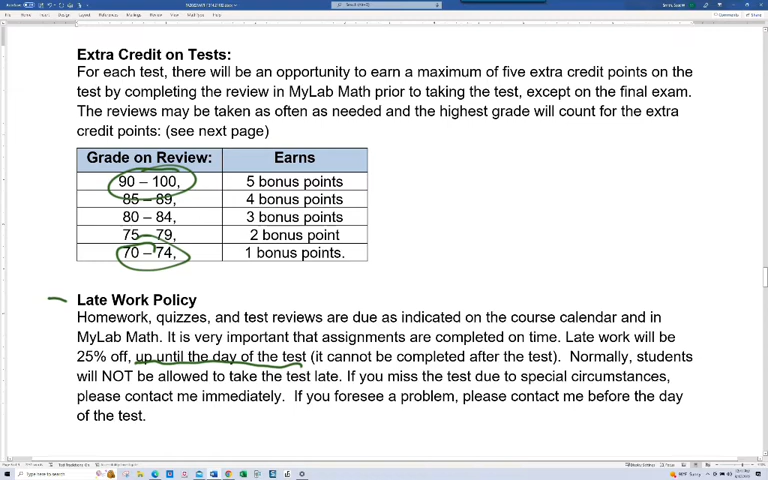 Extra Credit on Tests:
For each test, there will be an opportunity to earn a maximum of five extra credit points on the
test by completing the review in MyLab Math prior to taking the test, except on the final exam.
The reviews may be taken as often as needed and the highest grade will count for the extra
credit points: (see next page)
Grade on Review: Earns
90 – 100, 5 bonus points
85 – 89, 4 bonus points
80 – 84, 3 bonus points
75 – 79, 2 bonus point
70 – 74, 1 bonus points.
Late Work Policy
Homework, quizzes, and test reviews are due as indicated on the course calendar and in
MyLab Math. It is very important that assignments are completed on time. Late work will be
25% off, up until the day of the test (it cannot be completed after the test). Normally, students
will NOT be allowed to take the test late. If you miss the test due to special circumstances,
please contact me immediately. If you foresee a problem, please contact me before the day
of the test.
Type here to search